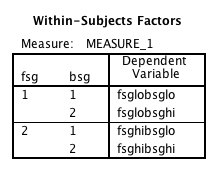 Within-Subjects Factors
Measure: MEASURE_1
fsg bsg Dependent Variable
1 1 fsglobsglo
2 fsglobsghi
2 1 fsghibsglo
2 fsghibsghi